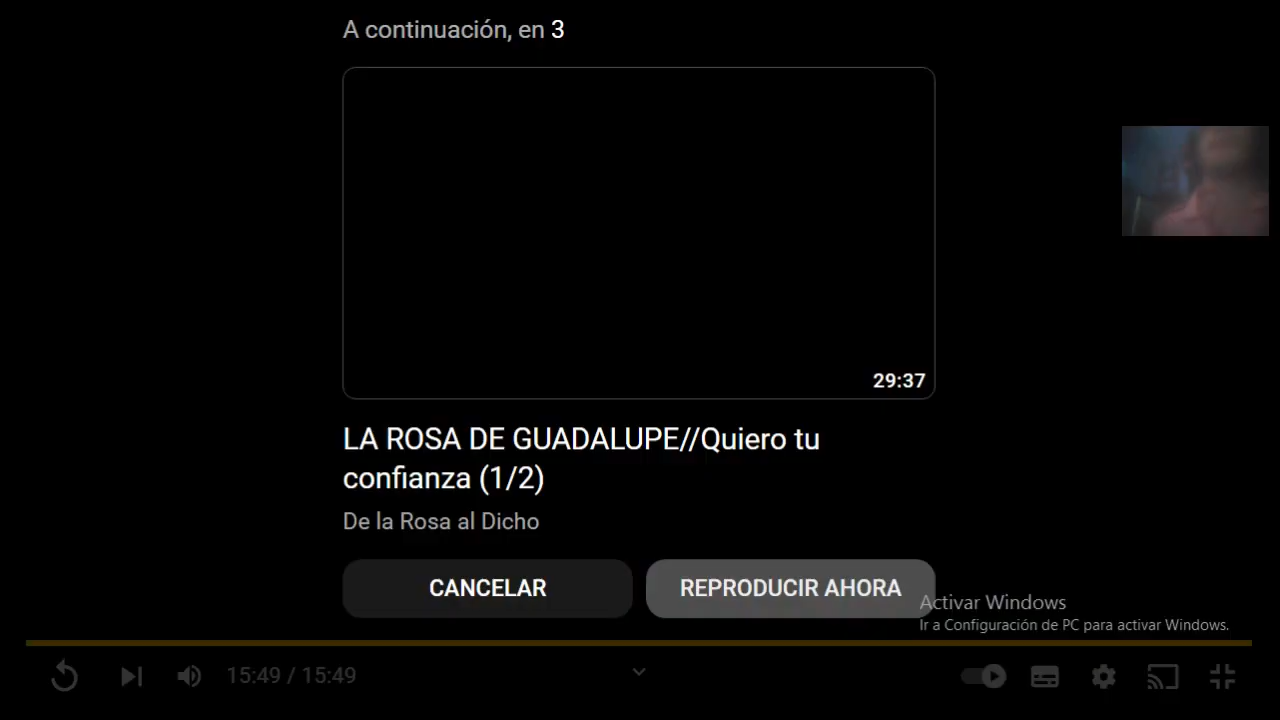 A continuación, en 3
29:37
LA ROSA DE GUADALUPE//Quiero tu
confianza (1/2)
De la Rosa al Dicho
CANCELAR
REPRODUCIR AHORA
Activar Windows
Ir a Configuración de PC para activar Windows.
15:49 / 15:49